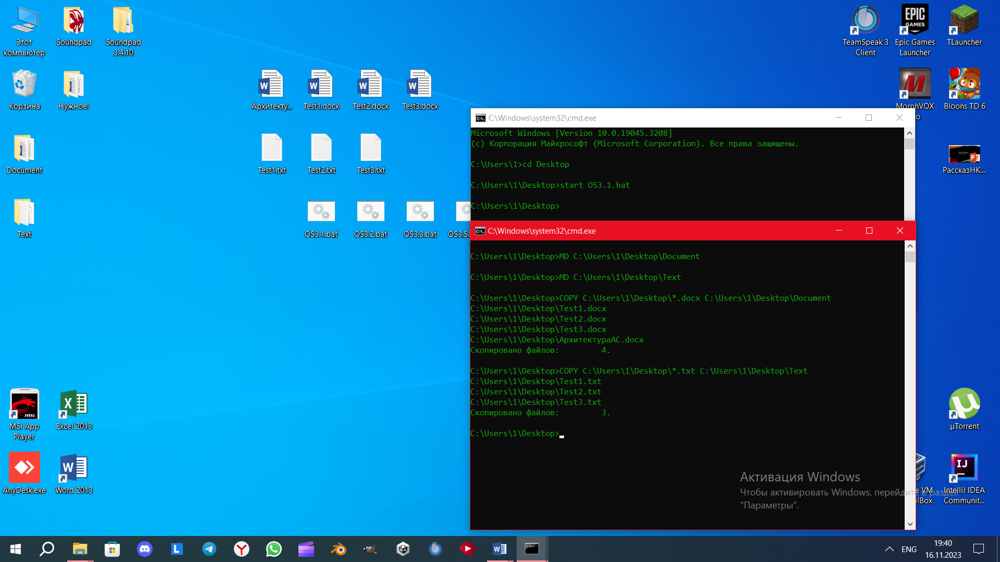 Этот
компьютер
Soundpad
Soundpad
3.4.10
TeamSpeak 3
Client
EPIC
GAMES
Epic Games
Launcher
TLauncher
Корзина
Нужное!
Архитекту...
Test1.docx
Test2.docx
Test3.docx
MorphVOX
Bloons TD 6
Document
Test1.txt
Test2.txt
Test3.txt
РАССКАЗ
РассказНК....
Text
OS3.1.bat
OS3.2.bat
OS3.3.bat
C:\Windows\system32\cmd.exe
Microsoft Windows [Version 10.0.19045.3208]
(c) Корпорация Майкрософт (Microsoft Corporation). Все права защищены.
C:\Users\1>cd Desktop
C:\Users\1\Desktop>start OS3.1.bat
C:\Users\1\Desktop>
C:\Windows\system32\cmd.exe
C:\Users\1\Desktop>MD C:\Users\1\Desktop\Document
C:\Users\1\Desktop>MD C:\Users\1\Desktop\Text
C:\Users\1\Desktop>COPY C:\Users\1\Desktop\*.docx C:\Users\1\Desktop\Document
C:\Users\1\Desktop\Test1.docx
C:\Users\1\Desktop\Test2.docx
C:\Users\1\Desktop\Test3.docx
C:\Users\1\Desktop\АрхитектураАС.docx
Скопировано файлов:         4.
C:\Users\1\Desktop>COPY C:\Users\1\Desktop\*.txt C:\Users\1\Desktop\Text
C:\Users\1\Desktop\Test1.txt
C:\Users\1\Desktop\Test2.txt
C:\Users\1\Desktop\Test3.txt
Скопировано файлов:         3.
C:\Users\1\Desktop>
Активация Windows
Чтобы активировать Windows, перейдите в раздел
"Параметры".
msi
MSI App
Player
Excel 2013
µTorrent
AnyDesk.exe
Word 2013
VM
IJ
IntelliJ IDEA
Communit...
ENG
19:40
16.11.2023